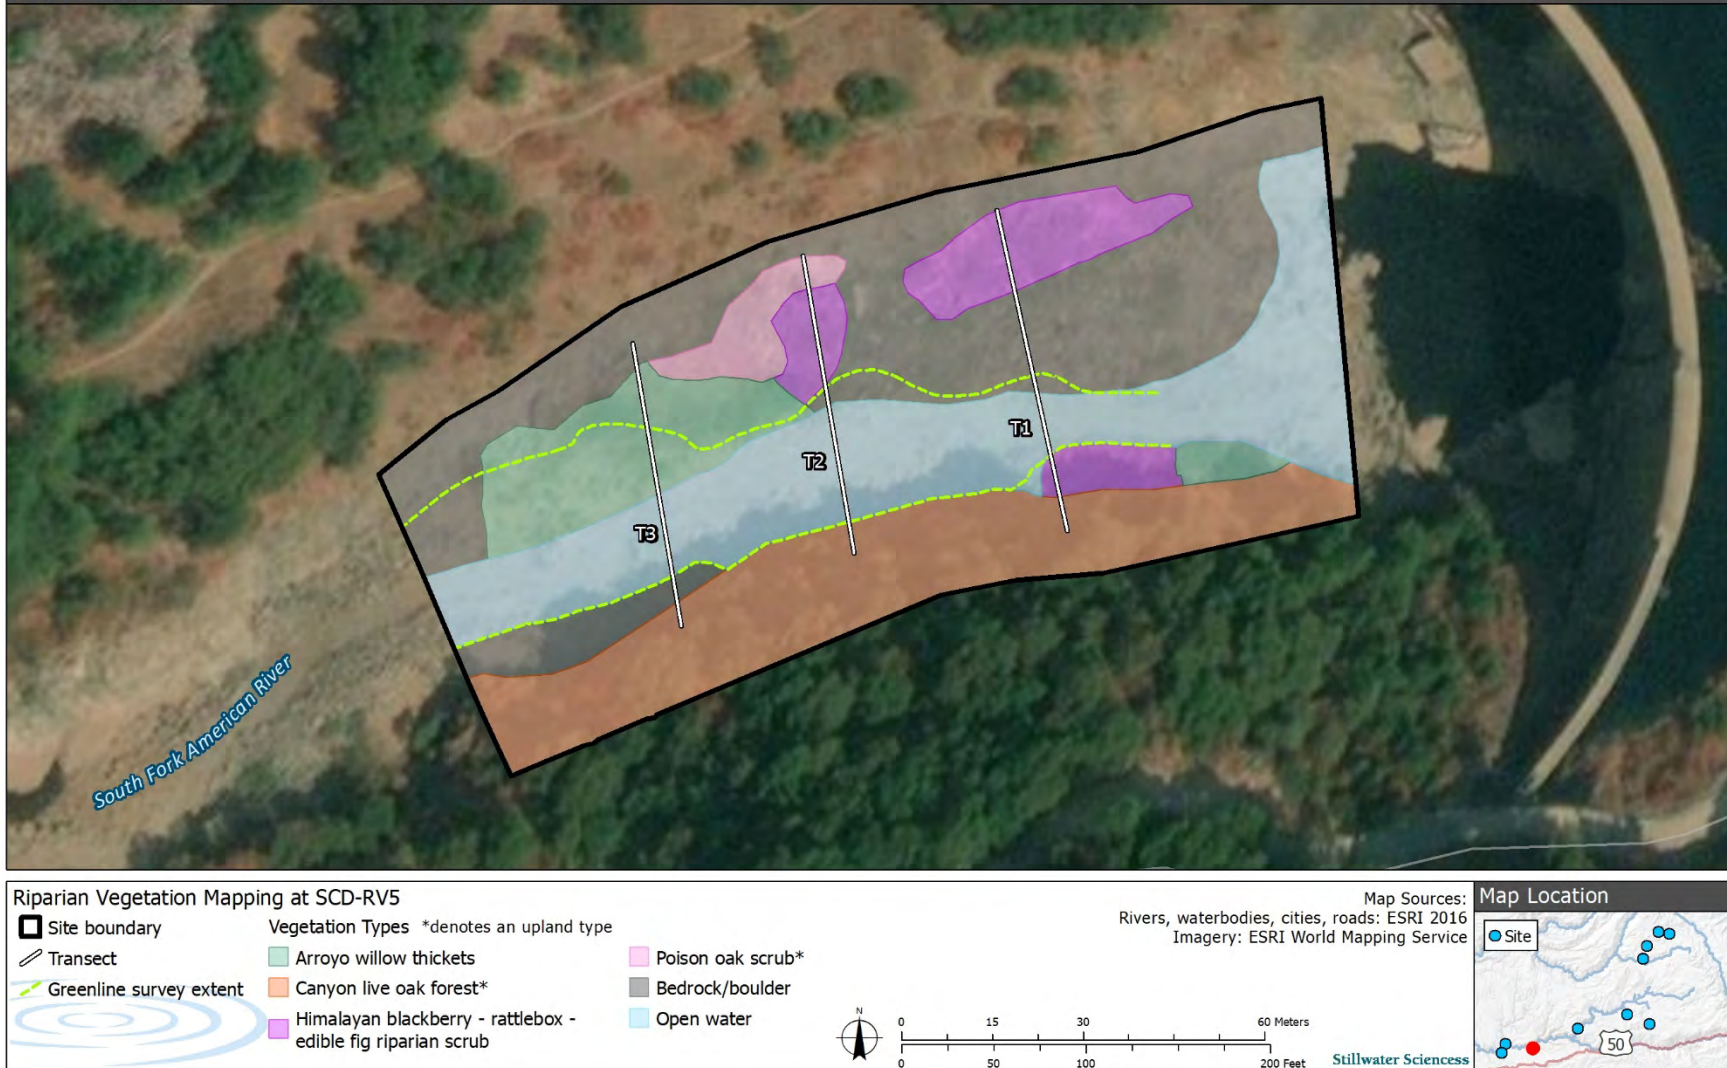 T1
T2
T3
South Fork American River
Riparian Vegetation Mapping at SCD-RV5
Site boundary
Transect
Greenline survey extent
Vegetation Types *denotes an upland type
Arroyo willow thickets
Canyon live oak forest*
Himalayan blackberry - rattlebox -
edible fig riparian scrub
Poison oak scrub*
Bedrock/boulder
Open water
N
0 15 30 60 Meters
0 50 100 200 Feet
Map Sources:
Rivers, waterbodies, cities, roads: ESRI 2016
Imagery: ESRI World Mapping Service
Stillwater Sciencess
Map Location
Site
50